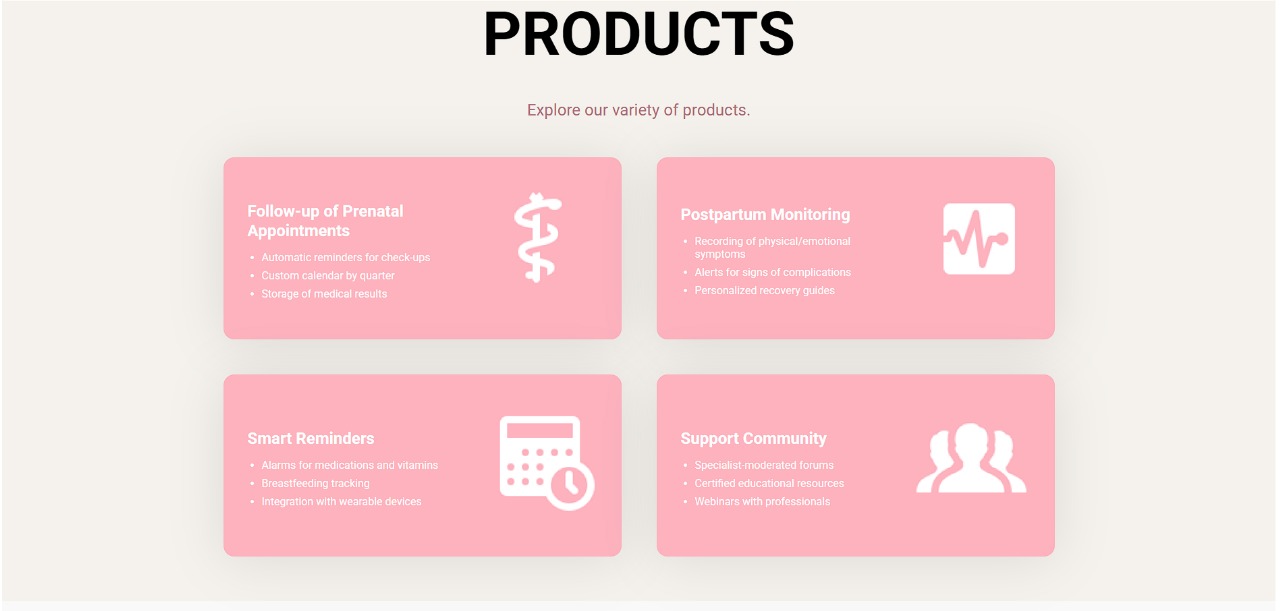 PRODUCTS
Explore our variety of products.
Follow-up of Prenatal
Appointments
• Automatic reminders for check-ups
• Custom calendar by quarter
• Storage of medical results
Postpartum Monitoring
• Recording of physical/emotional
symptoms
• Alerts for signs of complications
• Personalized recovery guides
Smart Reminders
• Alarms for medications and vitamins
• Breastfeeding tracking
• Integration with wearable devices
Support Community
• Specialist-moderated forums
• Certified educational resources
• Webinars with professionals